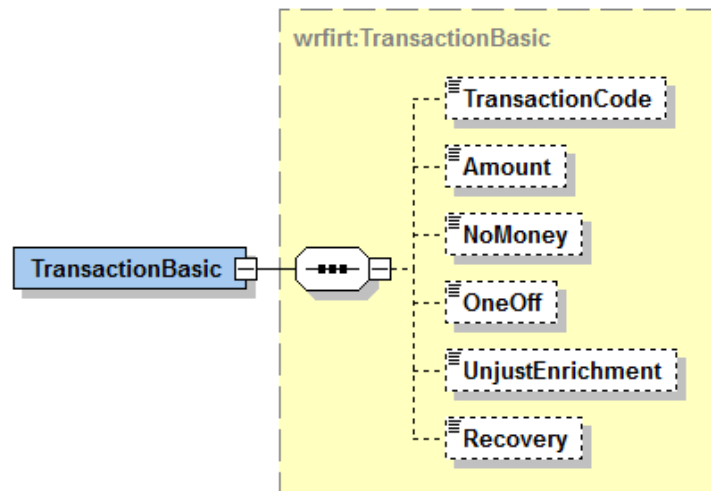 wrfirt:TransactionBasic
TransactionCode
Amount
NoMoney
TransactionBasic
OneOff
UnjustEnrichment
Recovery